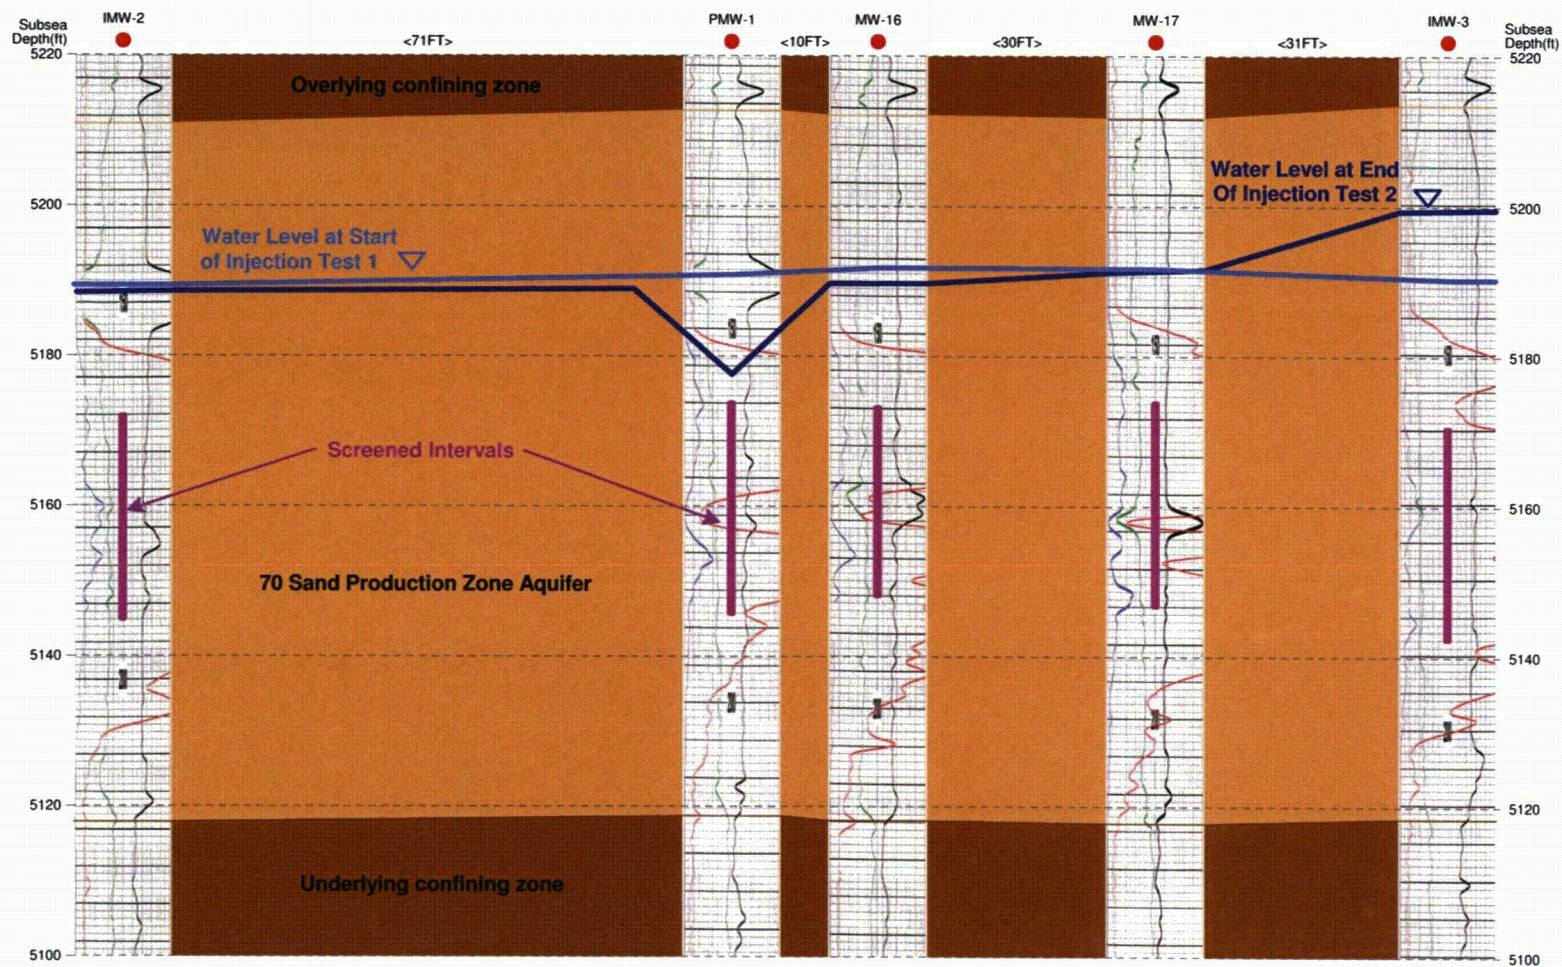 Subsea
Depth(ft)
IMW-2
<71FT>
PMW-1
<10FT>
MW-16
<30FT>
MW-17
<31FT>
IMW-3
Subsea
Depth(ft)
5220
5220
Overlying confining zone
Water Level at End
Of Injection Test 2
5200
5200
Water Level at Start
of Injection Test 1
5180
5180
Screened Intervals
5160
5160
70 Sand Production Zone Aquifer
5140
5140
5120
5120
Underlying confining zone
5100
5100